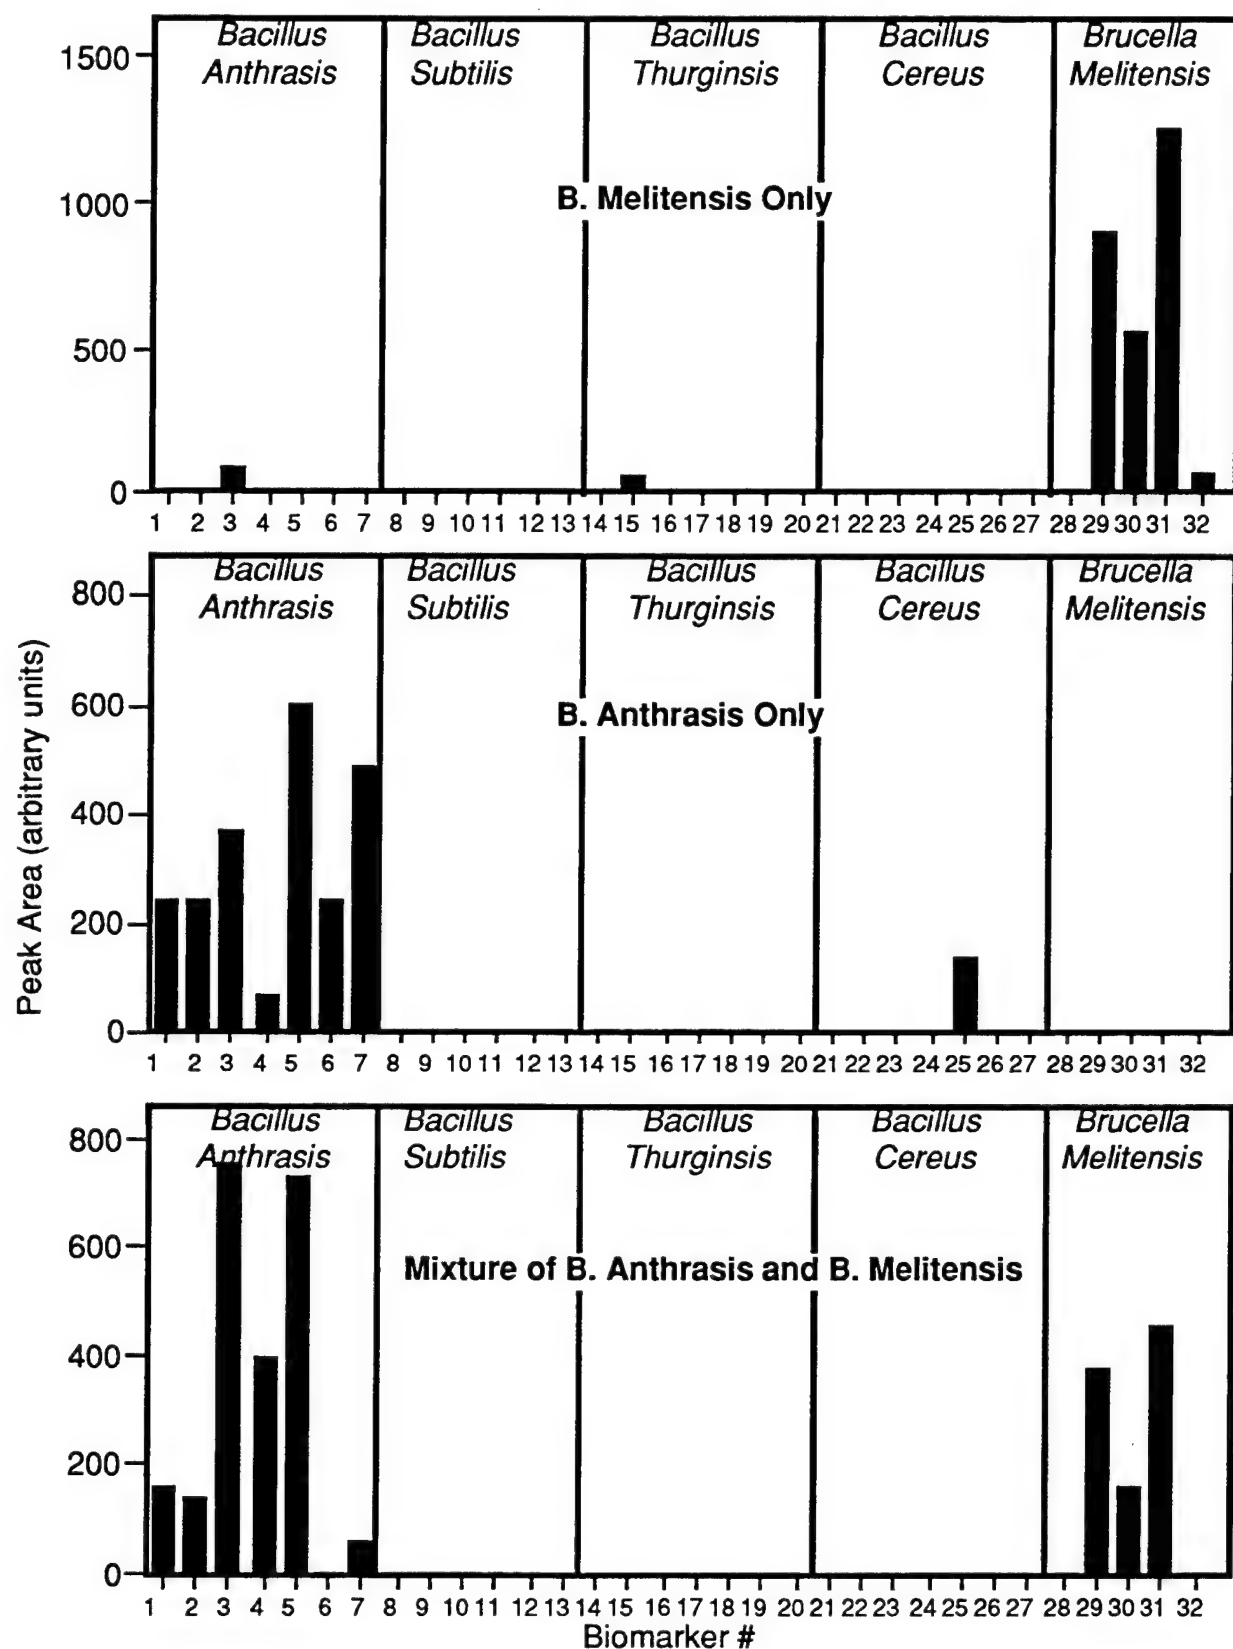 Bacillus Anthrasis
Bacillus Subtilis
Bacillus Thurginsis
Bacillus Cereus
Brucella Melitensis
1500
1000
500
0
B. Melitensis Only
1 2 3 4 5 6 7 8 9 10 11 12 13 14 15 16 17 18 19 20 21 22 23 24 25 26 27 28 29 30 31 32
Bacillus Anthrasis
Bacillus Subtilis
Bacillus Thurginsis
Bacillus Cereus
Brucella Melitensis
800
600
400
200
0
B. Anthrasis Only
Peak Area (arbitrary units)
1 2 3 4 5 6 7 8 9 10 11 12 13 14 15 16 17 18 19 20 21 22 23 24 25 26 27 28 29 30 31 32
Bacillus Anthrasis
Bacillus Subtilis
Bacillus Thurginsis
Bacillus Cereus
Brucella Melitensis
800
600
400
200
0
Mixture of B. Anthrasis and B. Melitensis
1 2 3 4 5 6 7 8 9 10 11 12 13 14 15 16 17 18 19 20 21 22 23 24 25 26 27 28 29 30 31 32
Biomarker #